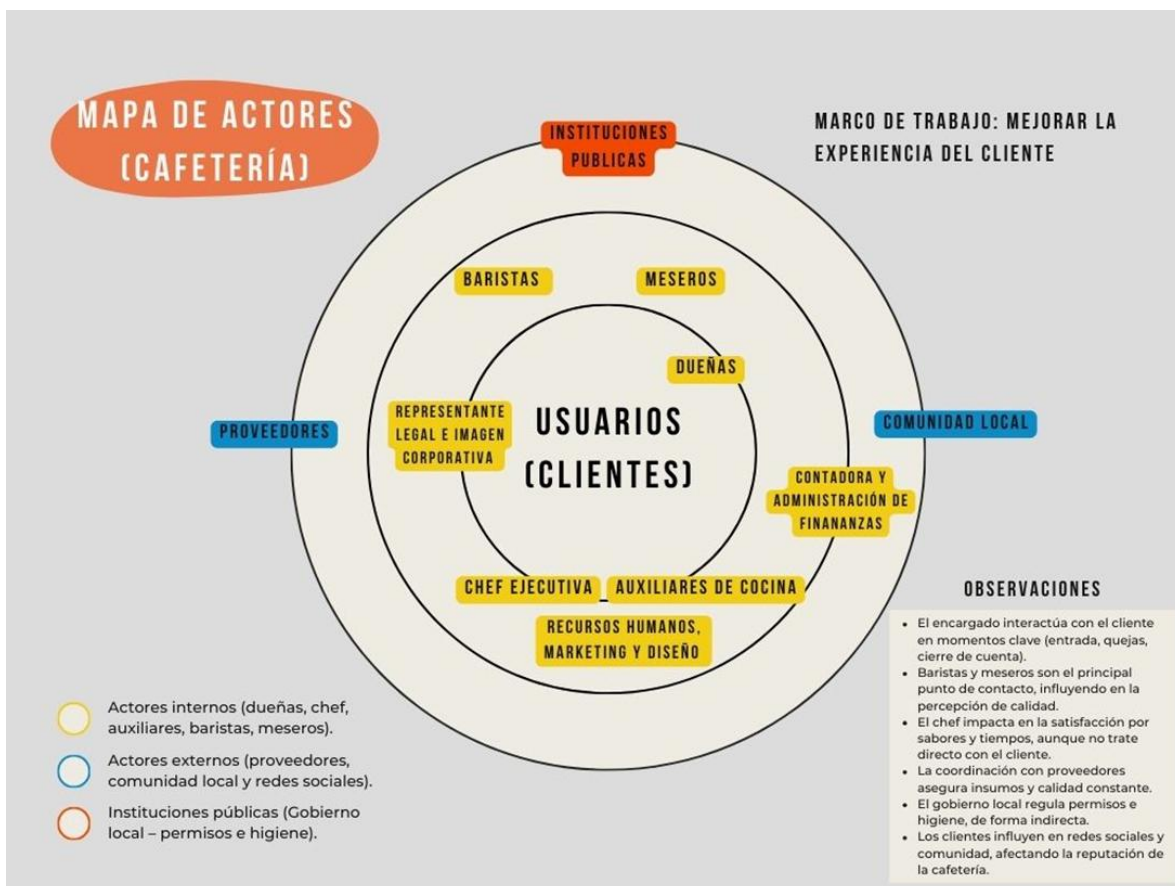 MAPA DE ACTORES
(CAFETERÍA)
MARCO DE TRABAJO: MEJORAR LA
EXPERIENCIA DEL CLIENTE
INSTITUCIONES
PUBLICAS
BARISTAS
MESEROS
DUEÑAS
REPRESENTANTE
LEGAL E IMAGEN
CORPORATIVA
USUARIOS
(CLIENTES)
PROVEEDORES
COMUNIDAD LOCAL
CONTADORA Y
ADMINISTRACIÓN DE
FINANANZAS
CHEF EJECUTIVA
AUXILIARES DE COCINA
RECURSOS HUMANOS,
MARKETING Y DISEÑO
Actores internos (dueñas, chef,
auxiliares, baristas, meseros).
Actores externos (proveedores,
comunidad local y redes sociales).
Instituciones públicas (Gobierno
local – permisos e higiene).
OBSERVACIONES
• El encargado interactúa con el cliente
en momentos clave (entrada, quejas,
cierre de cuenta).
• Baristas y meseros son el principal
punto de contacto, influyendo en la
percepción de calidad.
• El chef impacta en la satisfacción por
sabores y tiempos, aunque no trate
directo con el cliente.
• La coordinación con proveedores
asegura insumos y calidad constante.
• El gobierno local regula permisos e
higiene, de forma indirecta.
• Los clientes influyen en redes sociales y
comunidad, afectando la reputación de
la cafetería.